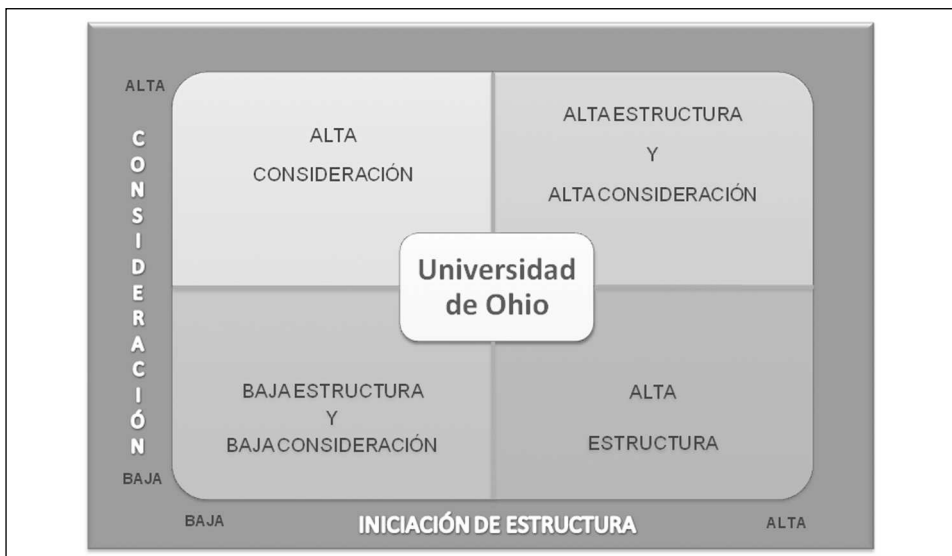 ALTA
CONSIDERACIÓN
BAJA
ALTA
CONSIDERACIÓN
ALTA ESTRUCTURA
Y
ALTA CONSIDERACIÓN
Universidad
de Ohio
BAJA ESTRUCTURA
Y
BAJA CONSIDERACIÓN
ALTA
ESTRUCTURA
BAJA
INICIACIÓN DE ESTRUCTURA
ALTA